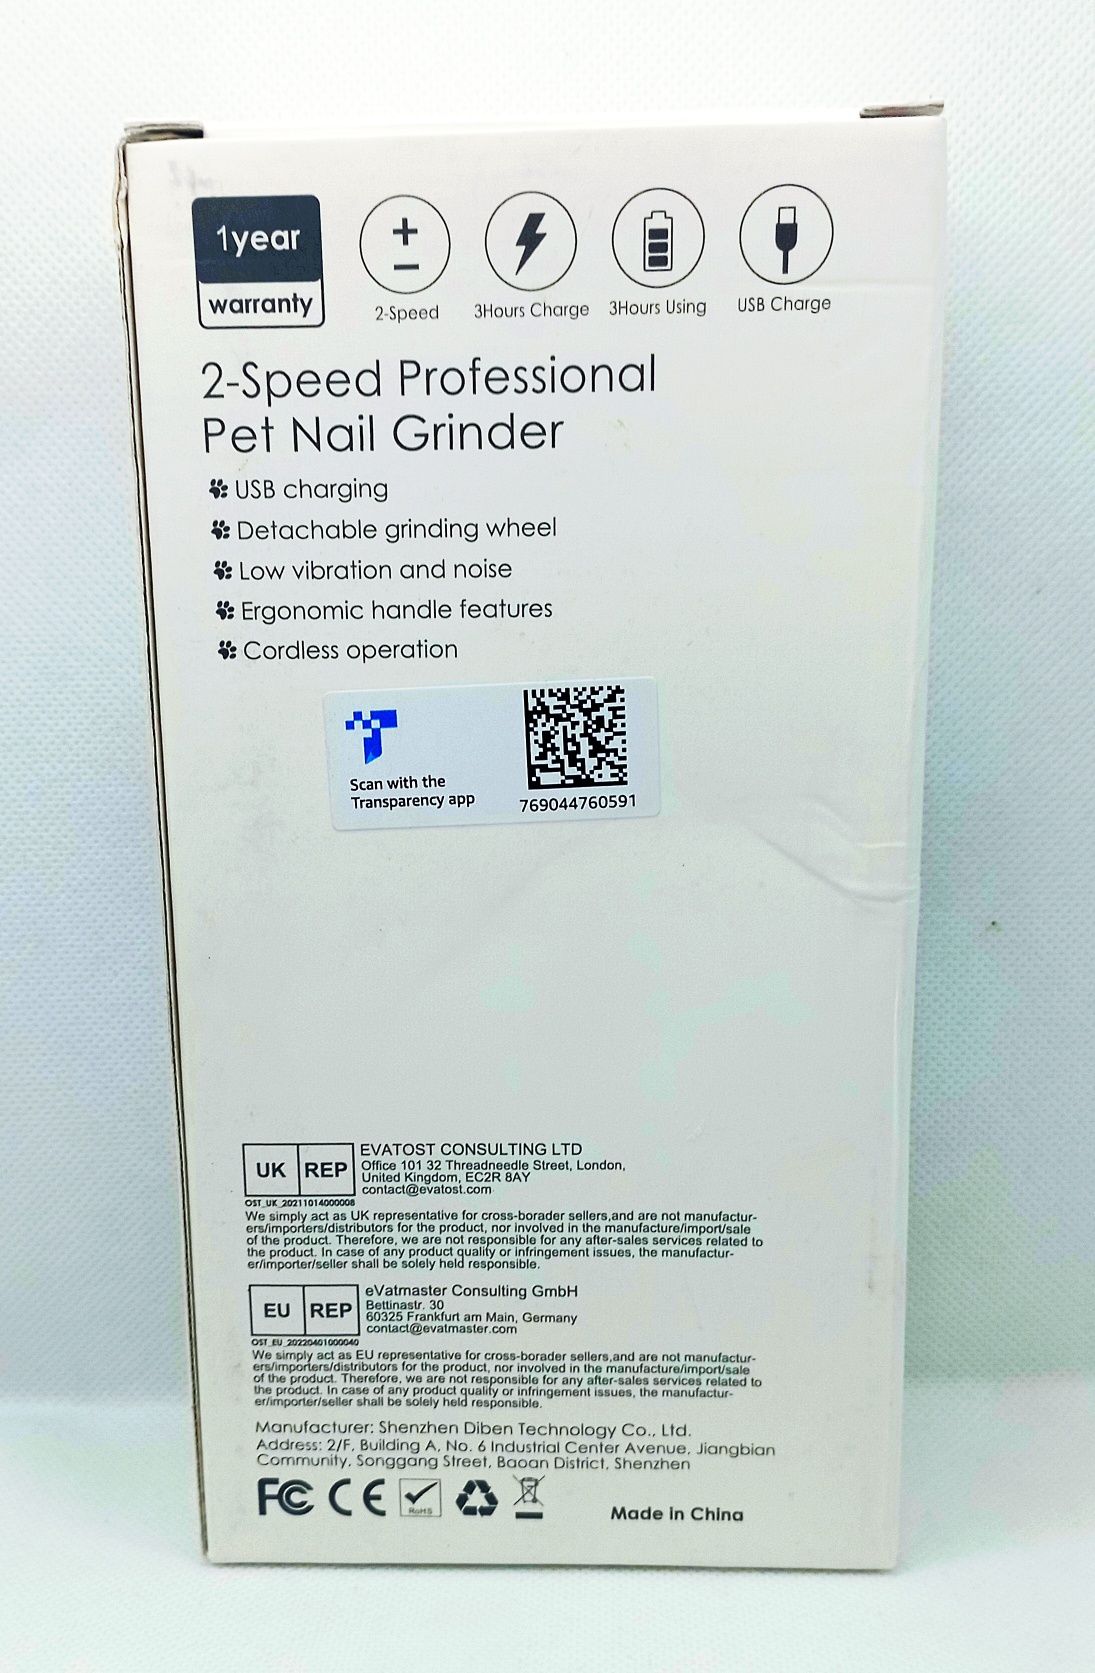 1year
warranty
2-Speed
3Hours Charge
3Hours Using
USB Charge
2-Speed Professional
Pet Nail Grinder
USB charging
Detachable grinding wheel
Low vibration and noise
Ergonomic handle features
Cordless operation
Scan with the
Transparency app
769044760591
UK REP
EVATOST CONSULTING LTD
Office 101 32 Threadneedle Street, London,
United Kingdom, EC2R 8AY
contact@evatost.com
OST_UK_20211014000008
We simply act as UK representative for cross-borader sellers,and are not manufactur-
ers/importers/distributors for the product, nor involved in the manufacture/import/sale
of the product. Therefore, we are not responsible for any after-sales services related to
the product. In case of any product quality or infringement issues, the manufactur-
er/importer/seller shall be solely held responsible.
EU REP
eVatmaster Consulting GmbH
Bettinastr. 30
60325 Frankfurt am Main, Germany
contact@evatmaster.com
OST_EU_20220401000040
We simply act as EU representative for cross-borader sellers,and are not manufactur-
ers/importers/distributors for the product, nor involved in the manufacture/import/sale
of the product. Therefore, we are not responsible for any after-sales services related to
the product. In case of any product quality or infringement issues, the manufactur-
er/importer/seller shall be solely held responsible.
Manufacturer: Shenzhen Diben Technology Co., Ltd.
Address: 2/F, Building A, No. 6 Industrial Center Avenue, Jiangbian
Community, Songgang Street, Baoan District, Shenzhen
FC CE RoHS
Made in China